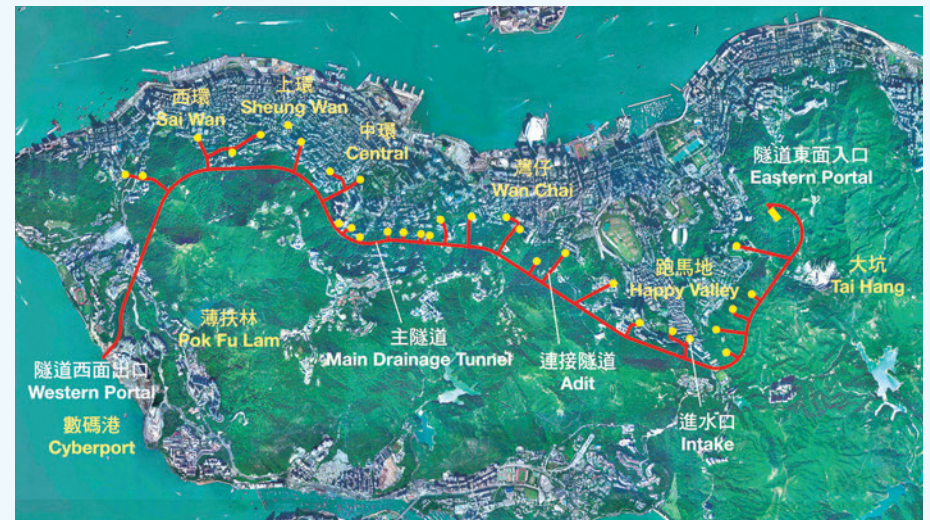 西環
Sai Wan
上環
Sheung Wan
中環
Central
灣仔
Wan Chai
隧道東面入口
Eastern Portal
跑馬地
Happy Valley
大坑
Tai Hang
薄扶林
Pok Fu Lam
主隧道
Main Drainage Tunnel
連接隧道
Adit
隧道西面出口
Western Portal
數碼港
Cyberport
進水口
Intake